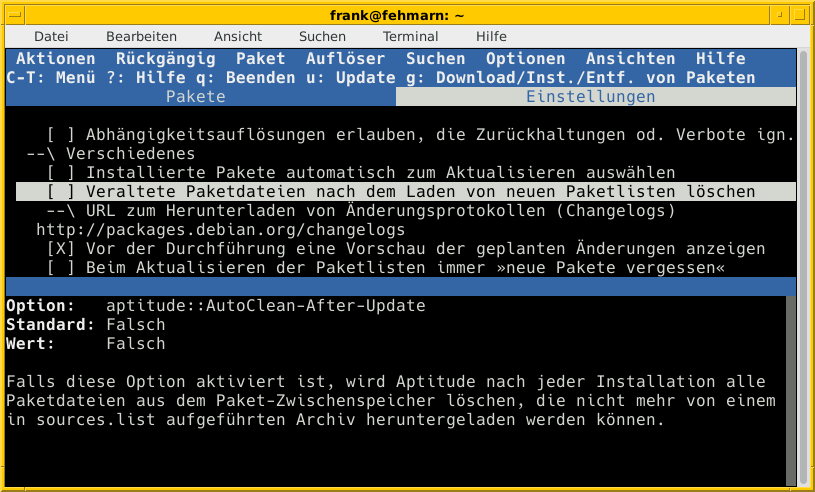 frank@fehmarn: ~
Datei Bearbeiten Ansicht Suchen Terminal Hilfe
Aktionen Rückgängig Paket Auflöser Suchen Optionen Ansichten Hilfe
C-T: Menü ?: Hilfe q: Beenden u: Update g: Download/Inst./Entf. von Paketen
Pakete Einstellungen
[ ] Abhängigkeitsauflösungen erlauben, die Zurückhaltungen od. Verbote ign.
--\ Verschiedenes
[ ] Installierte Pakete automatisch zum Aktualisieren auswählen
[ ] Veraltete Paketdateien nach dem Laden von neuen Paketlisten löschen
--\ URL zum Herunterladen von Änderungsprotokollen (Changelogs)
http://packages.debian.org/changelogs
[X] Vor der Durchführung eine Vorschau der geplanten Änderungen anzeigen
[ ] Beim Aktualisieren der Paketlisten immer »neue Pakete vergessen«
Option: aptitude::AutoClean-After-Update
Standard: Falsch
Wert: Falsch
Falls diese Option aktiviert ist, wird Aptitude nach jeder Installation alle
Paketdateien aus dem Paket-Zwischenspeicher löschen, die nicht mehr von einem
in sources.list aufgeführten Archiv heruntergeladen werden können.